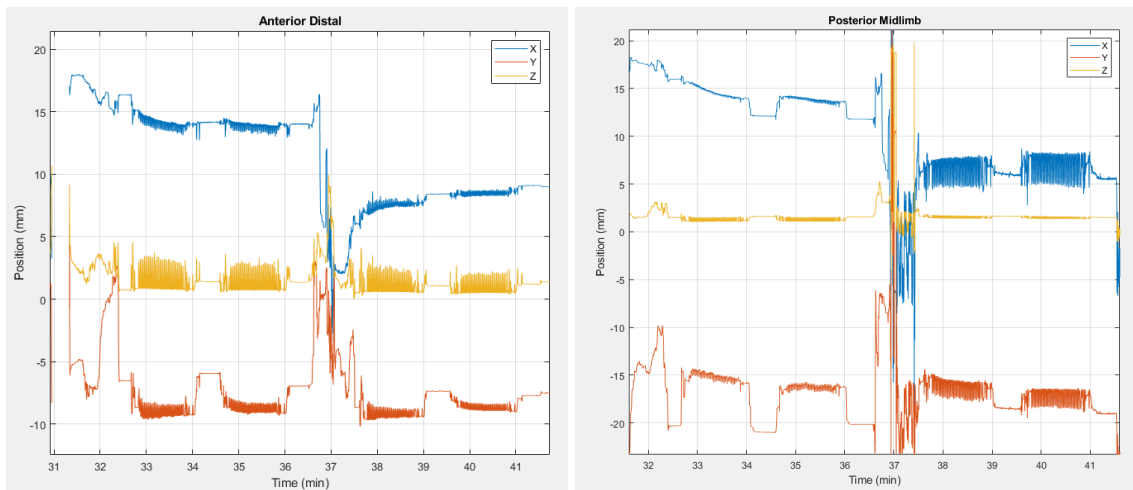 Anterior Distal
X
Y
Z
20
15
10
5
0
-5
-10
Position (mm)
31 32 33 34 35 36 37 38 39 40 41
Time (min)
Posterior Midlimb
X
Y
Z
20
15
10
5
0
-5
-10
-15
-20
Position (mm)
32 33 34 35 36 37 38 39 40 41
Time (min)